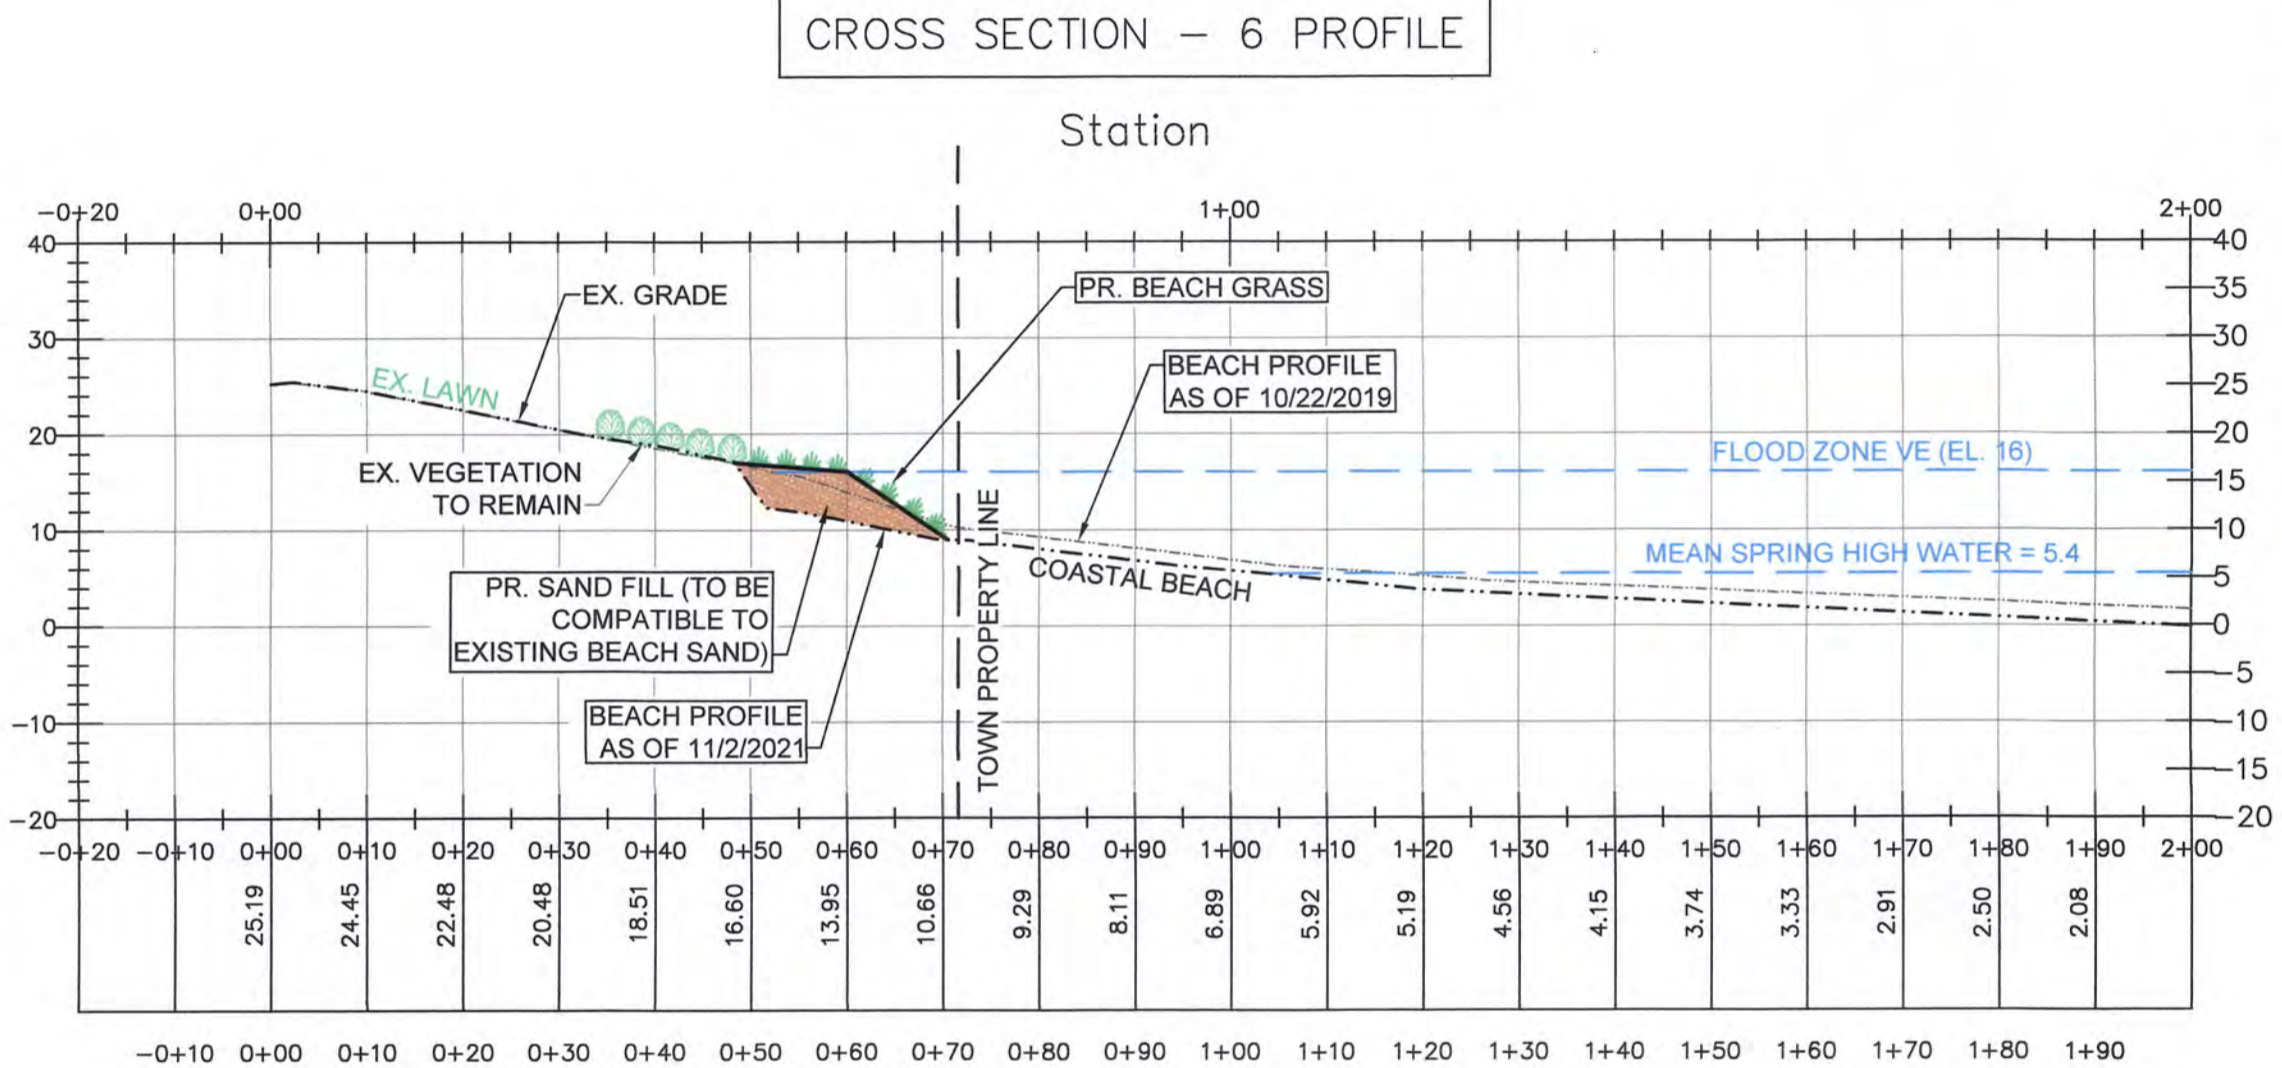 CROSS SECTION - 6 PROFILE
Station
-0+20 0+00 1+00 2+00
40 40
35
30 30
25
20 20
15
10 10
5
0 0
-5
-10 -10
-15
-20 -20
EX. GRADE
PR. BEACH GRASS
BEACH PROFILE
AS OF 10/22/2019
EX. LAWN
FLOOD ZONE VE (EL. 16)
EX. VEGETATION
TO REMAIN
MEAN SPRING HIGH WATER = 5.4
COASTAL BEACH
TOWN PROPERTY LINE
PR. SAND FILL (TO BE
COMPATIBLE TO
EXISTING BEACH SAND)
BEACH PROFILE
AS OF 11/2/2021
-0+20 -0+10 0+00 0+10 0+20 0+30 0+40 0+50 0+60 0+70 0+80 0+90 1+00 1+10 1+20 1+30 1+40 1+50 1+60 1+70 1+80 1+90 2+00
25.19 24.45 22.48 20.48 18.51 16.60 13.95 10.66 9.29 8.11 6.89 5.92 5.19 4.56 4.15 3.74 3.33 2.91 2.50 2.08
-0+10 0+00 0+10 0+20 0+30 0+40 0+50 0+60 0+70 0+80 0+90 1+00 1+10 1+20 1+30 1+40 1+50 1+60 1+70 1+80 1+90